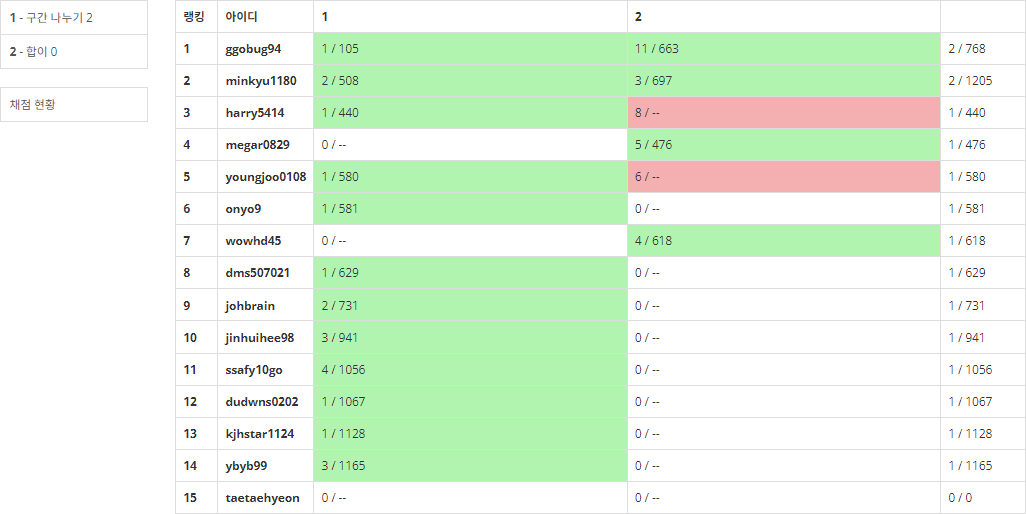 1 - 구간 나누기 2
2 - 합이 0
채점 현황
랭킹 아이디 1 2
1 ggobug94 1 / 105 11 / 663 2 / 768
2 minkyu1180 2 / 508 3 / 697 2 / 1205
3 harry5414 1 / 440 8 / -- 1 / 440
4 megar0829 0 / -- 5 / 476 1 / 476
5 youngjoo0108 1 / 580 6 / -- 1 / 580
6 onyo9 1 / 581 0 / -- 1 / 581
7 wowhd45 0 / -- 4 / 618 1 / 618
8 dms507021 1 / 629 0 / -- 1 / 629
9 johbrain 2 / 731 0 / -- 1 / 731
10 jinhuihee98 3 / 941 0 / -- 1 / 941
11 ssafy10go 4 / 1056 0 / -- 1 / 1056
12 dudwns0202 1 / 1067 0 / -- 1 / 1067
13 kjhstar1124 1 / 1128 0 / -- 1 / 1128
14 ybyb99 3 / 1165 0 / -- 1 / 1165
15 taetaehyeon 0 / -- 0 / -- 0 / 0